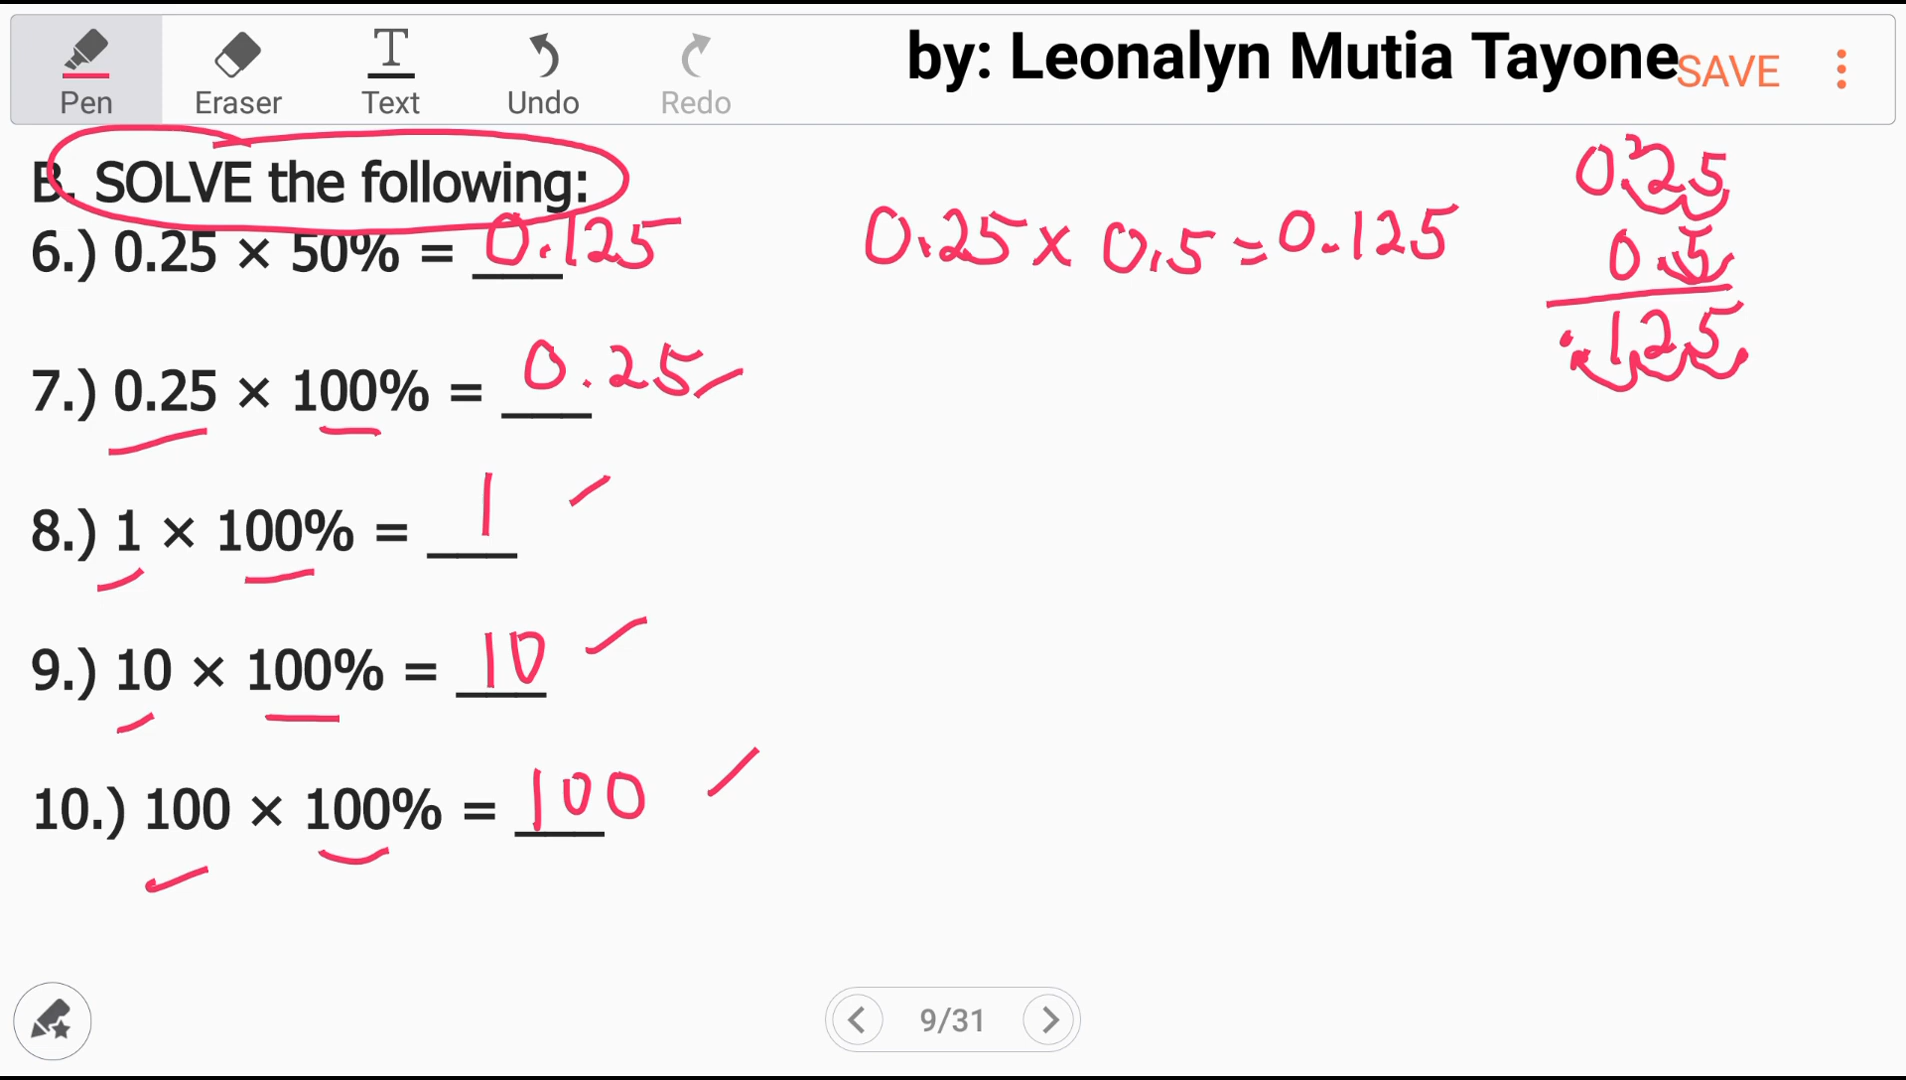 by: Leonalyn Mutia Tayone
SAVE
Pen
Eraser
Text
Undo
Redo
B. SOLVE the following:
6.) 0.25 × 50% = 0.125
0.25 x 0.5 = 0.125
2
0.25
0.5
.125
7.) 0.25 × 100% = 0.25
8.) 1 × 100% = 1
9.) 10 × 100% = 10
10.) 100 × 100% = 100
9/31